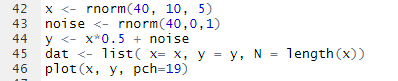 42 x <- rnorm(40, 10, 5)
43 noise <- rnorm(40,0,1)
44 y <- x*0.5 + noise
45 dat <- list( x= x, y = y, N = length(x))
46 plot(x, y, pch=19)